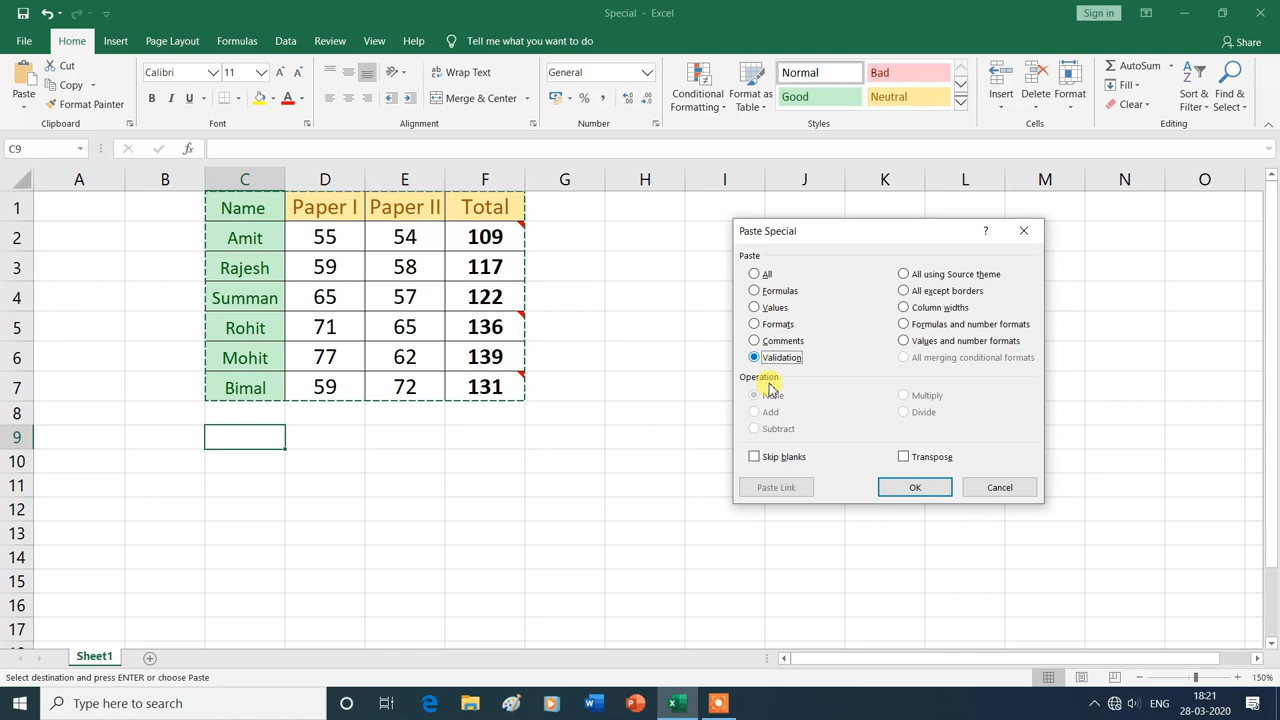 Special - Excel
Sign in
File Home Insert Page Layout Formulas Data Review View Help Tell me what you want to do Share
Paste
Cut
Copy
Format Painter
Calibri 11
B I U
Wrap Text
Merge & Center
General
Conditional Formatting
Format as Table
Normal Bad
Good Neutral
Insert Delete Format
AutoSum
Fill
Clear
Sort & Filter
Find & Select
Clipboard Font Alignment Number Styles Cells Editing
C9 fx
A B C D E F G H I J K L M N O
1 Name Paper I Paper II Total
2 Amit 55 54 109
3 Rajesh 59 58 117
4 Summan 65 57 122
5 Rohit 71 65 136
6 Mohit 77 62 139
7 Bimal 59 72 131
8
9
10
11
12
13
14
15
16
17
Paste Special ?
Paste
All All using Source theme
Formulas All except borders
Values Column widths
Formats Formulas and number formats
Comments Values and number formats
Validation All merging conditional formats
Operation
None Multiply
Add Divide
Subtract
Skip blanks Transpose
Paste Link OK Cancel
Sheet1
Select destination and press ENTER or choose Paste
150%
Type here to search
ENG
18:21
28-03-2020